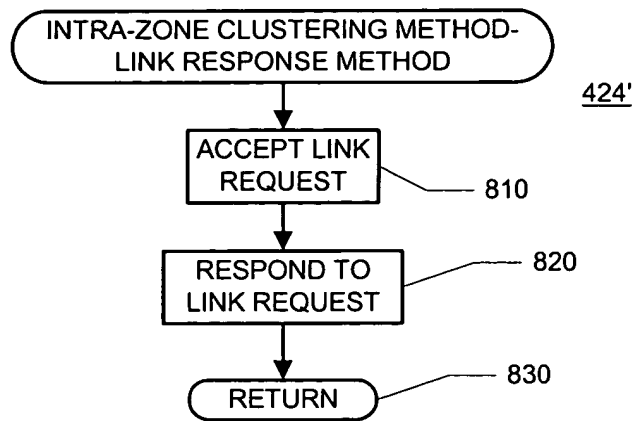 INTRA-ZONE CLUSTERING METHOD-
LINK RESPONSE METHOD
424'
ACCEPT LINK
REQUEST
810
RESPOND TO
LINK REQUEST
820
RETURN
830